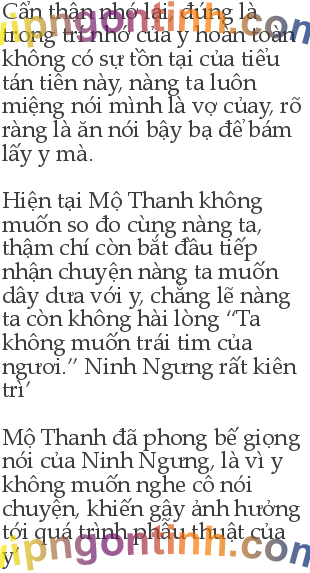 Cẩn thận nhớ lại, đúng là
trong trí nhớ của y hoàn toàn
không có sự tồn tại của tiểu
tán tiên này, nàng ta luôn
miệng nói mình là vợ củay, rõ
ràng là ăn nói bậy bạ để bám
lấy y mà.
Hiện tại Mộ Thanh không
muốn so đo cùng nàng ta,
thậm chí còn bắt đầu tiếp
nhận chuyện nàng ta muốn
dây dưa với y, chẳng lẽ nàng
ta còn không hài lòng “Ta
không muốn trái tim của
ngươi.” Ninh Ngưng rất kiên
trì’
Mộ Thanh đã phong bế giọng
nói của Ninh Ngưng, là vì y
không muốn nghe cô nói
chuyện, khiến gây ảnh hưởng
tới quá trình phẫu thuật của
y
vipngontinh.com
vipngontinh.com